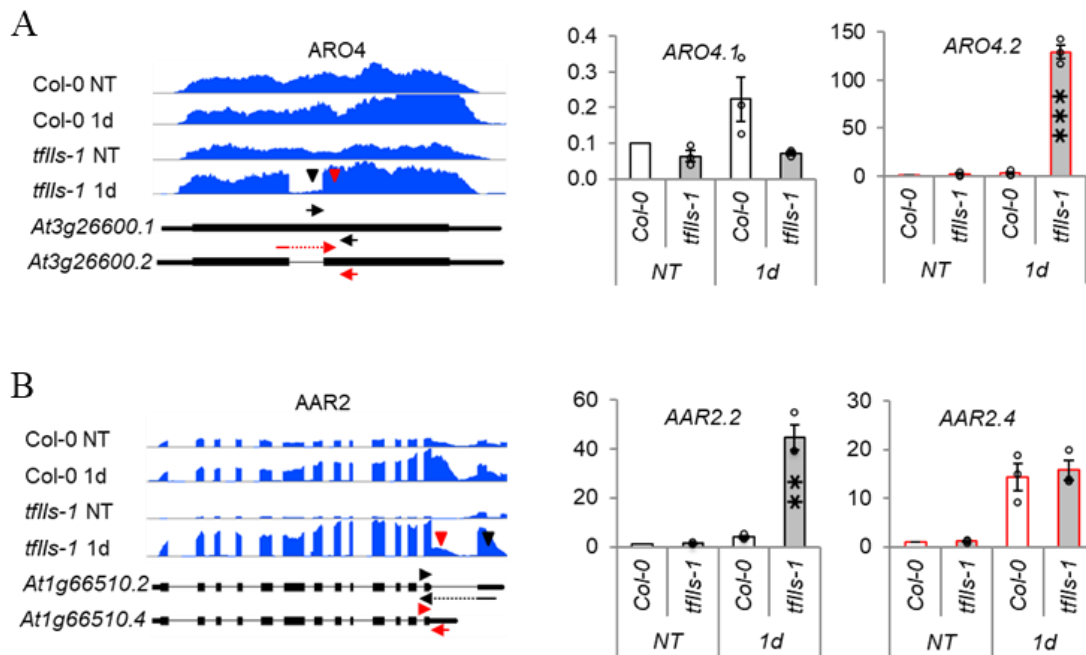 A
ARO4
Col-0 NT
Col-0 1d
tfIIs-1 NT
tfIIs-1 1d
At3g26600.1
At3g26600.2
ARO4.1
0.4
0.3
0.2
0.1
0.0
Col-0
tfIIs-1
Col-0
tfIIs-1
NT
1d
ARO4.2
150
100
50
0
***
Col-0
tfIIs-1
Col-0
tfIIs-1
NT
1d
B
AAR2
Col-0 NT
Col-0 1d
tfIIs-1 NT
tfIIs-1 1d
At1g66510.2
At1g66510.4
AAR2.2
60
40
20
0
**
Col-0
tfIIs-1
Col-0
tfIIs-1
NT
1d
AAR2.4
30
20
10
0
Col-0
tfIIs-1
Col-0
tfIIs-1
NT
1d